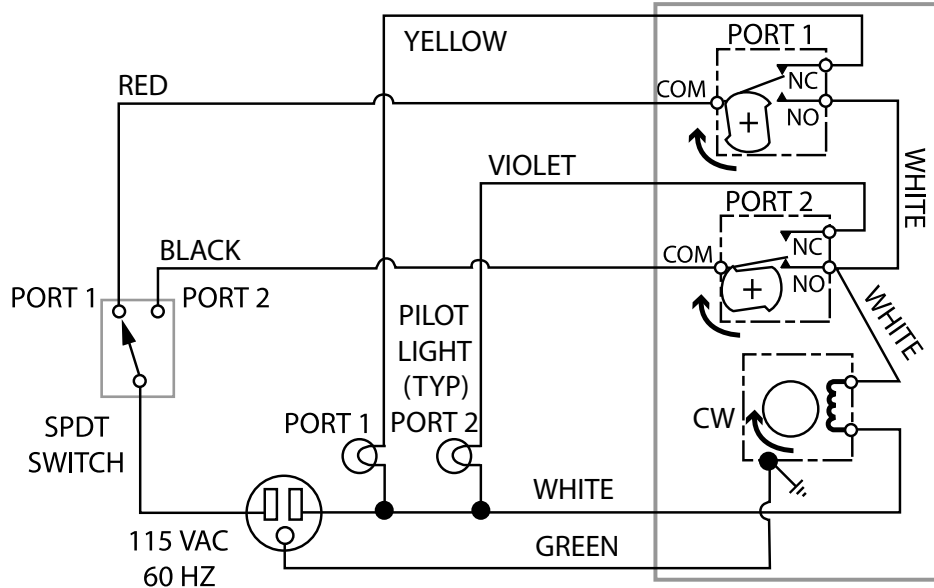 PORT 1
YELLOW
RED
COM
NC
NO
WHITE
VIOLET
PORT 2
BLACK
COM
NC
NO
WHITE
PORT 1
PORT 2
PILOT
LIGHT
(TYP)
PORT 1
PORT 2
CW
SPDT
SWITCH
WHITE
115 VAC
60 HZ
GREEN